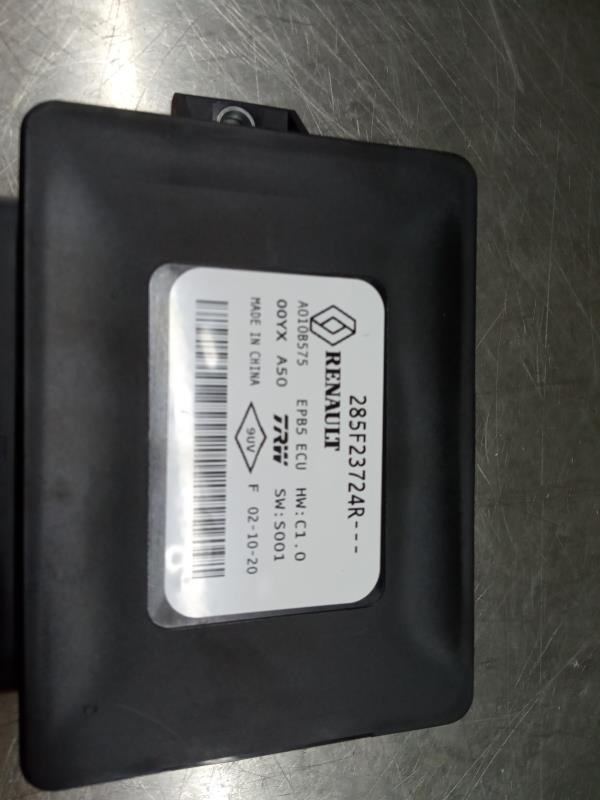 RENAULT 285F23724R---
A010B575 EPB5 ECU HW:C1.0
00YX A50 TRW SW:S001
MADE IN CHINA 9UV F 02-10-20